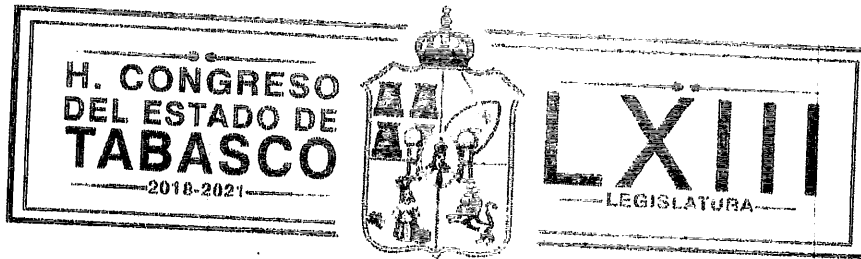 H. CONGRESO
DEL ESTADO DE
TABASCO
2018-2021
LXIII
LEGISLATURA